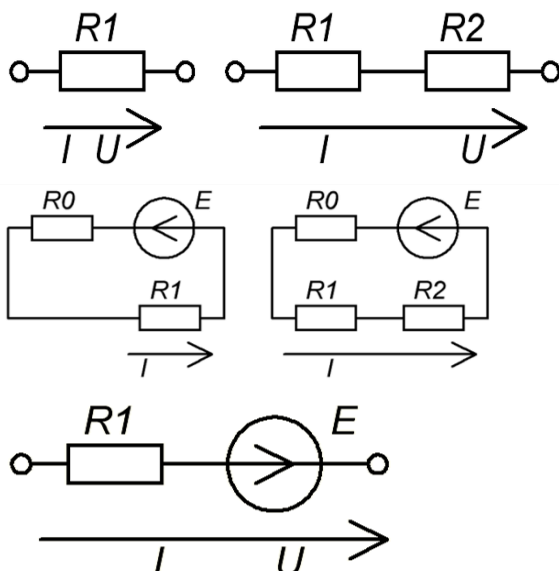 R1 R1 R2
I U I U
R0 E R0 E
R1 R1 R2
I I
R1 E
I U